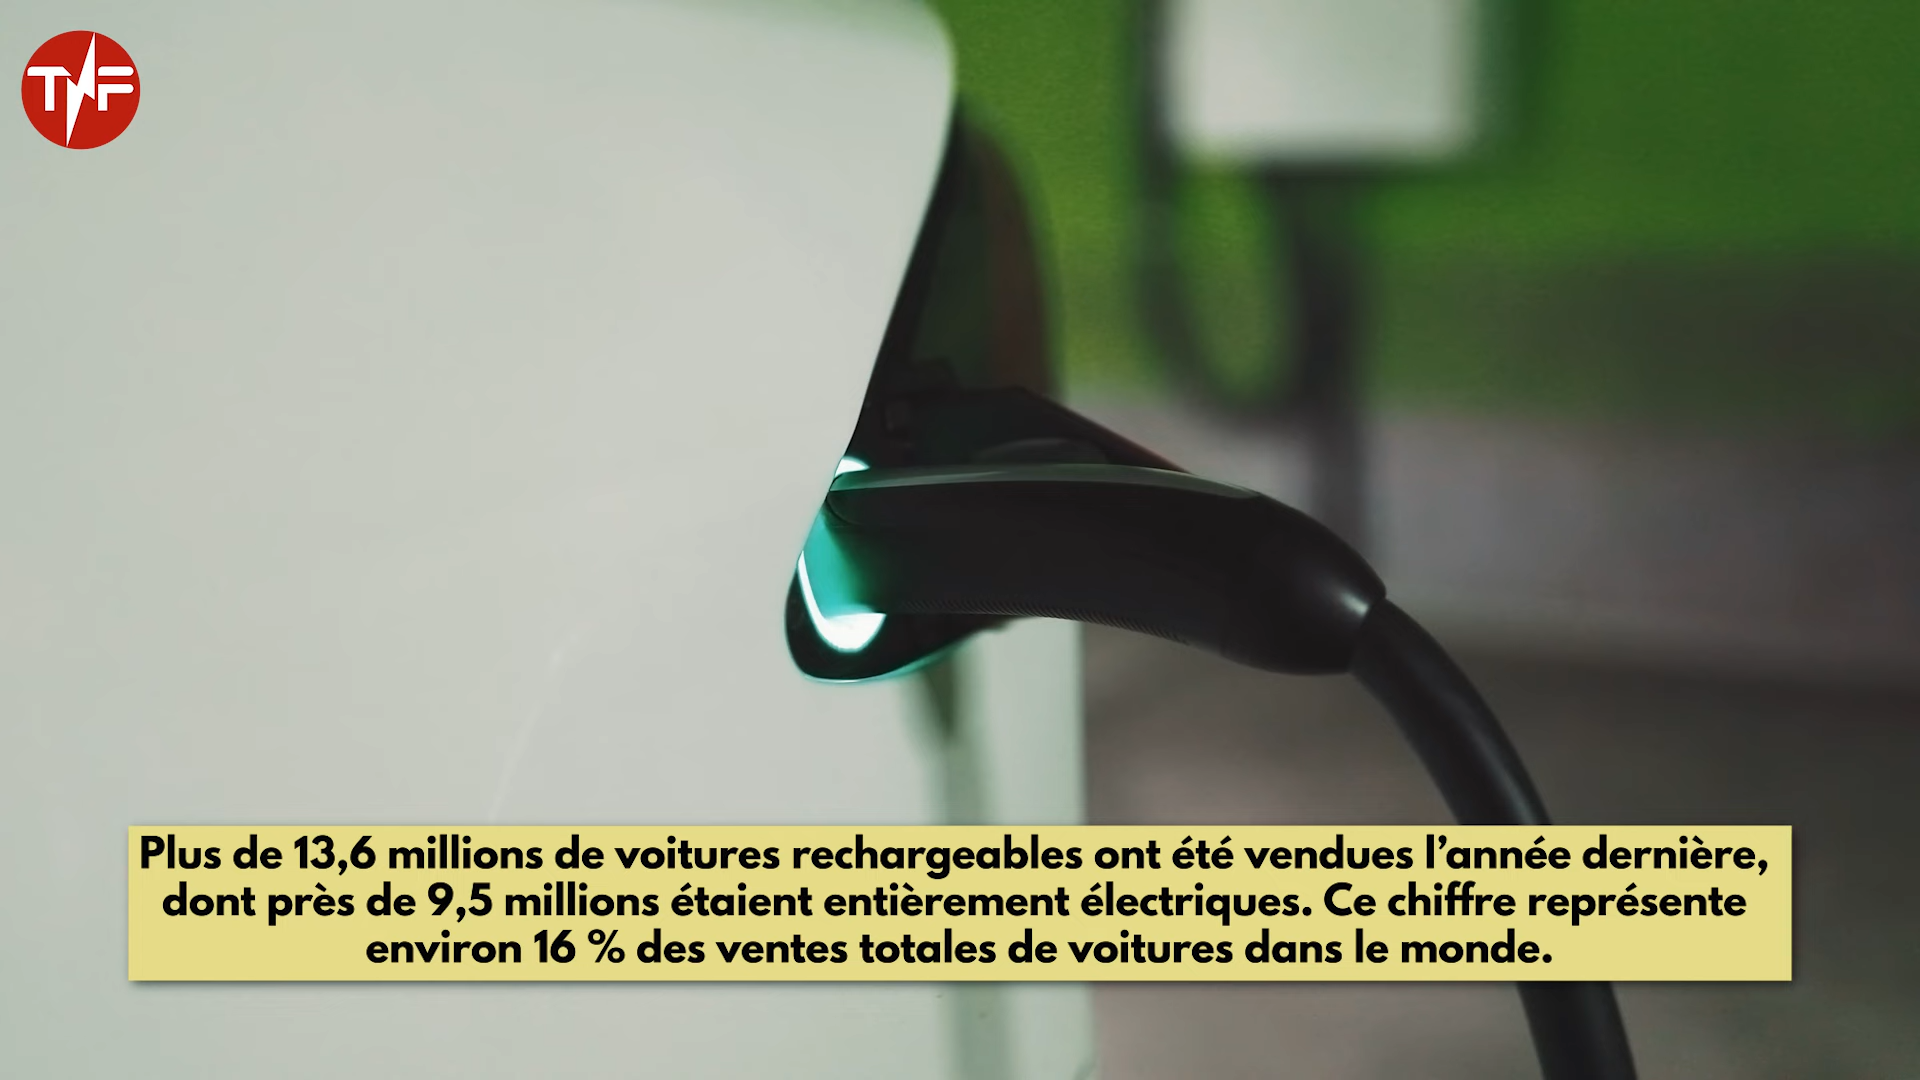 TNF
Plus de 13,6 millions de voitures rechargeables ont été vendues l’année dernière,
dont près de 9,5 millions étaient entièrement électriques. Ce chiffre représente
environ 16 % des ventes totales de voitures dans le monde.